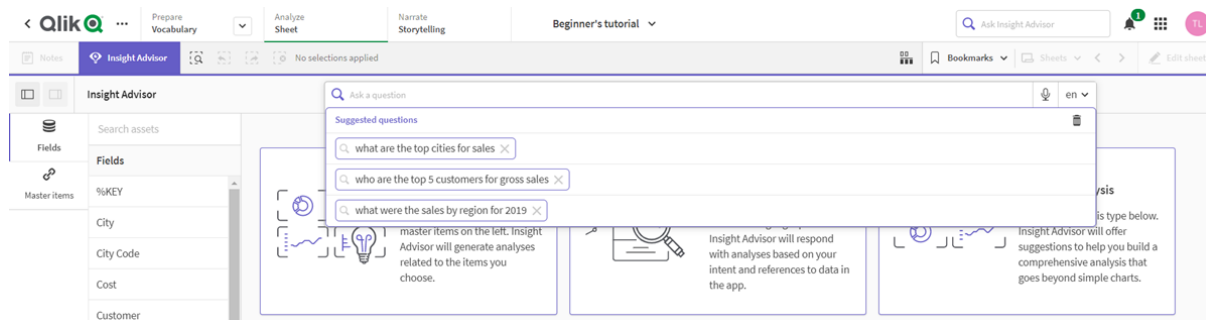 Qlik
Prepare
Vocabulary
Analyze
Sheet
Narrate
Storytelling
Beginner's tutorial
Ask Insight Advisor
1
TL
Notes
Insight Advisor
No selections applied
Bookmarks
Sheets
Edit sheet
Insight Advisor
Ask a question
en
Suggested questions
what are the top cities for sales
who are the top 5 customers for gross sales
what were the sales by region for 2019
Fields
Master items
Search assets
Fields
%KEY
City
City Code
Cost
Customer
master items on the left. Insight
Advisor will generate analyses
related to the items you
choose.
Insight Advisor will respond
with analyses based on your
intent and references to data in
the app.
is type below.
Insight Advisor will offer
suggestions to help you build a
comprehensive analysis that
goes beyond simple charts.